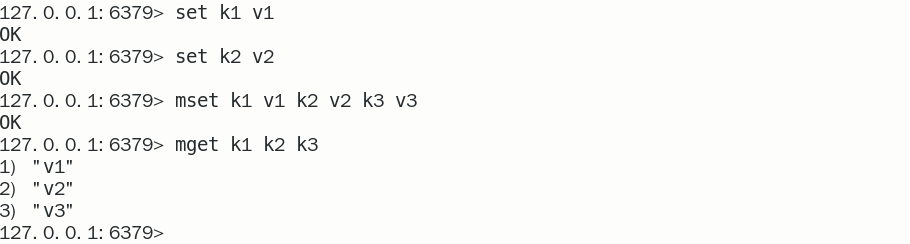 127.0.0.1:6379> set k1 v1
OK
127.0.0.1:6379> set k2 v2
OK
127.0.0.1:6379> mset k1 v1 k2 v2 k3 v3
OK
127.0.0.1:6379> mget k1 k2 k3
1) "v1"
2) "v2"
3) "v3"
127.0.0.1:6379>